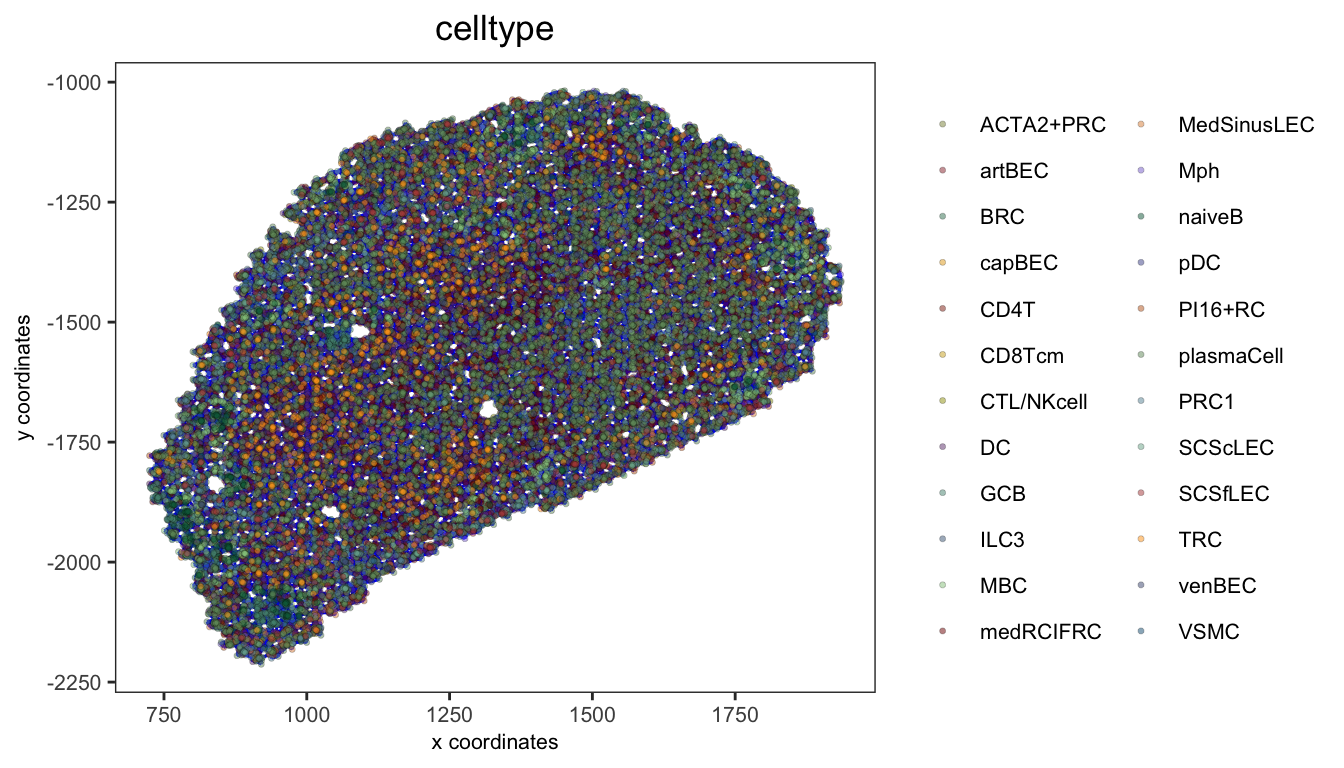 celltype
-1000
-1250
-1500
-1750
-2000
-2250
y coordinates
750 1000 1250 1500 1750
x coordinates
ACTA2+PRC MedSinusLEC
artBEC Mph
BRC naiveB
capBEC pDC
CD4T PI16+RC
CD8Tcm plasmaCell
CTL/NKcell PRC1
DC SCScLEC
GCB SCSfLEC
ILC3 TRC
MBC venBEC
medRCIFRC VSMC